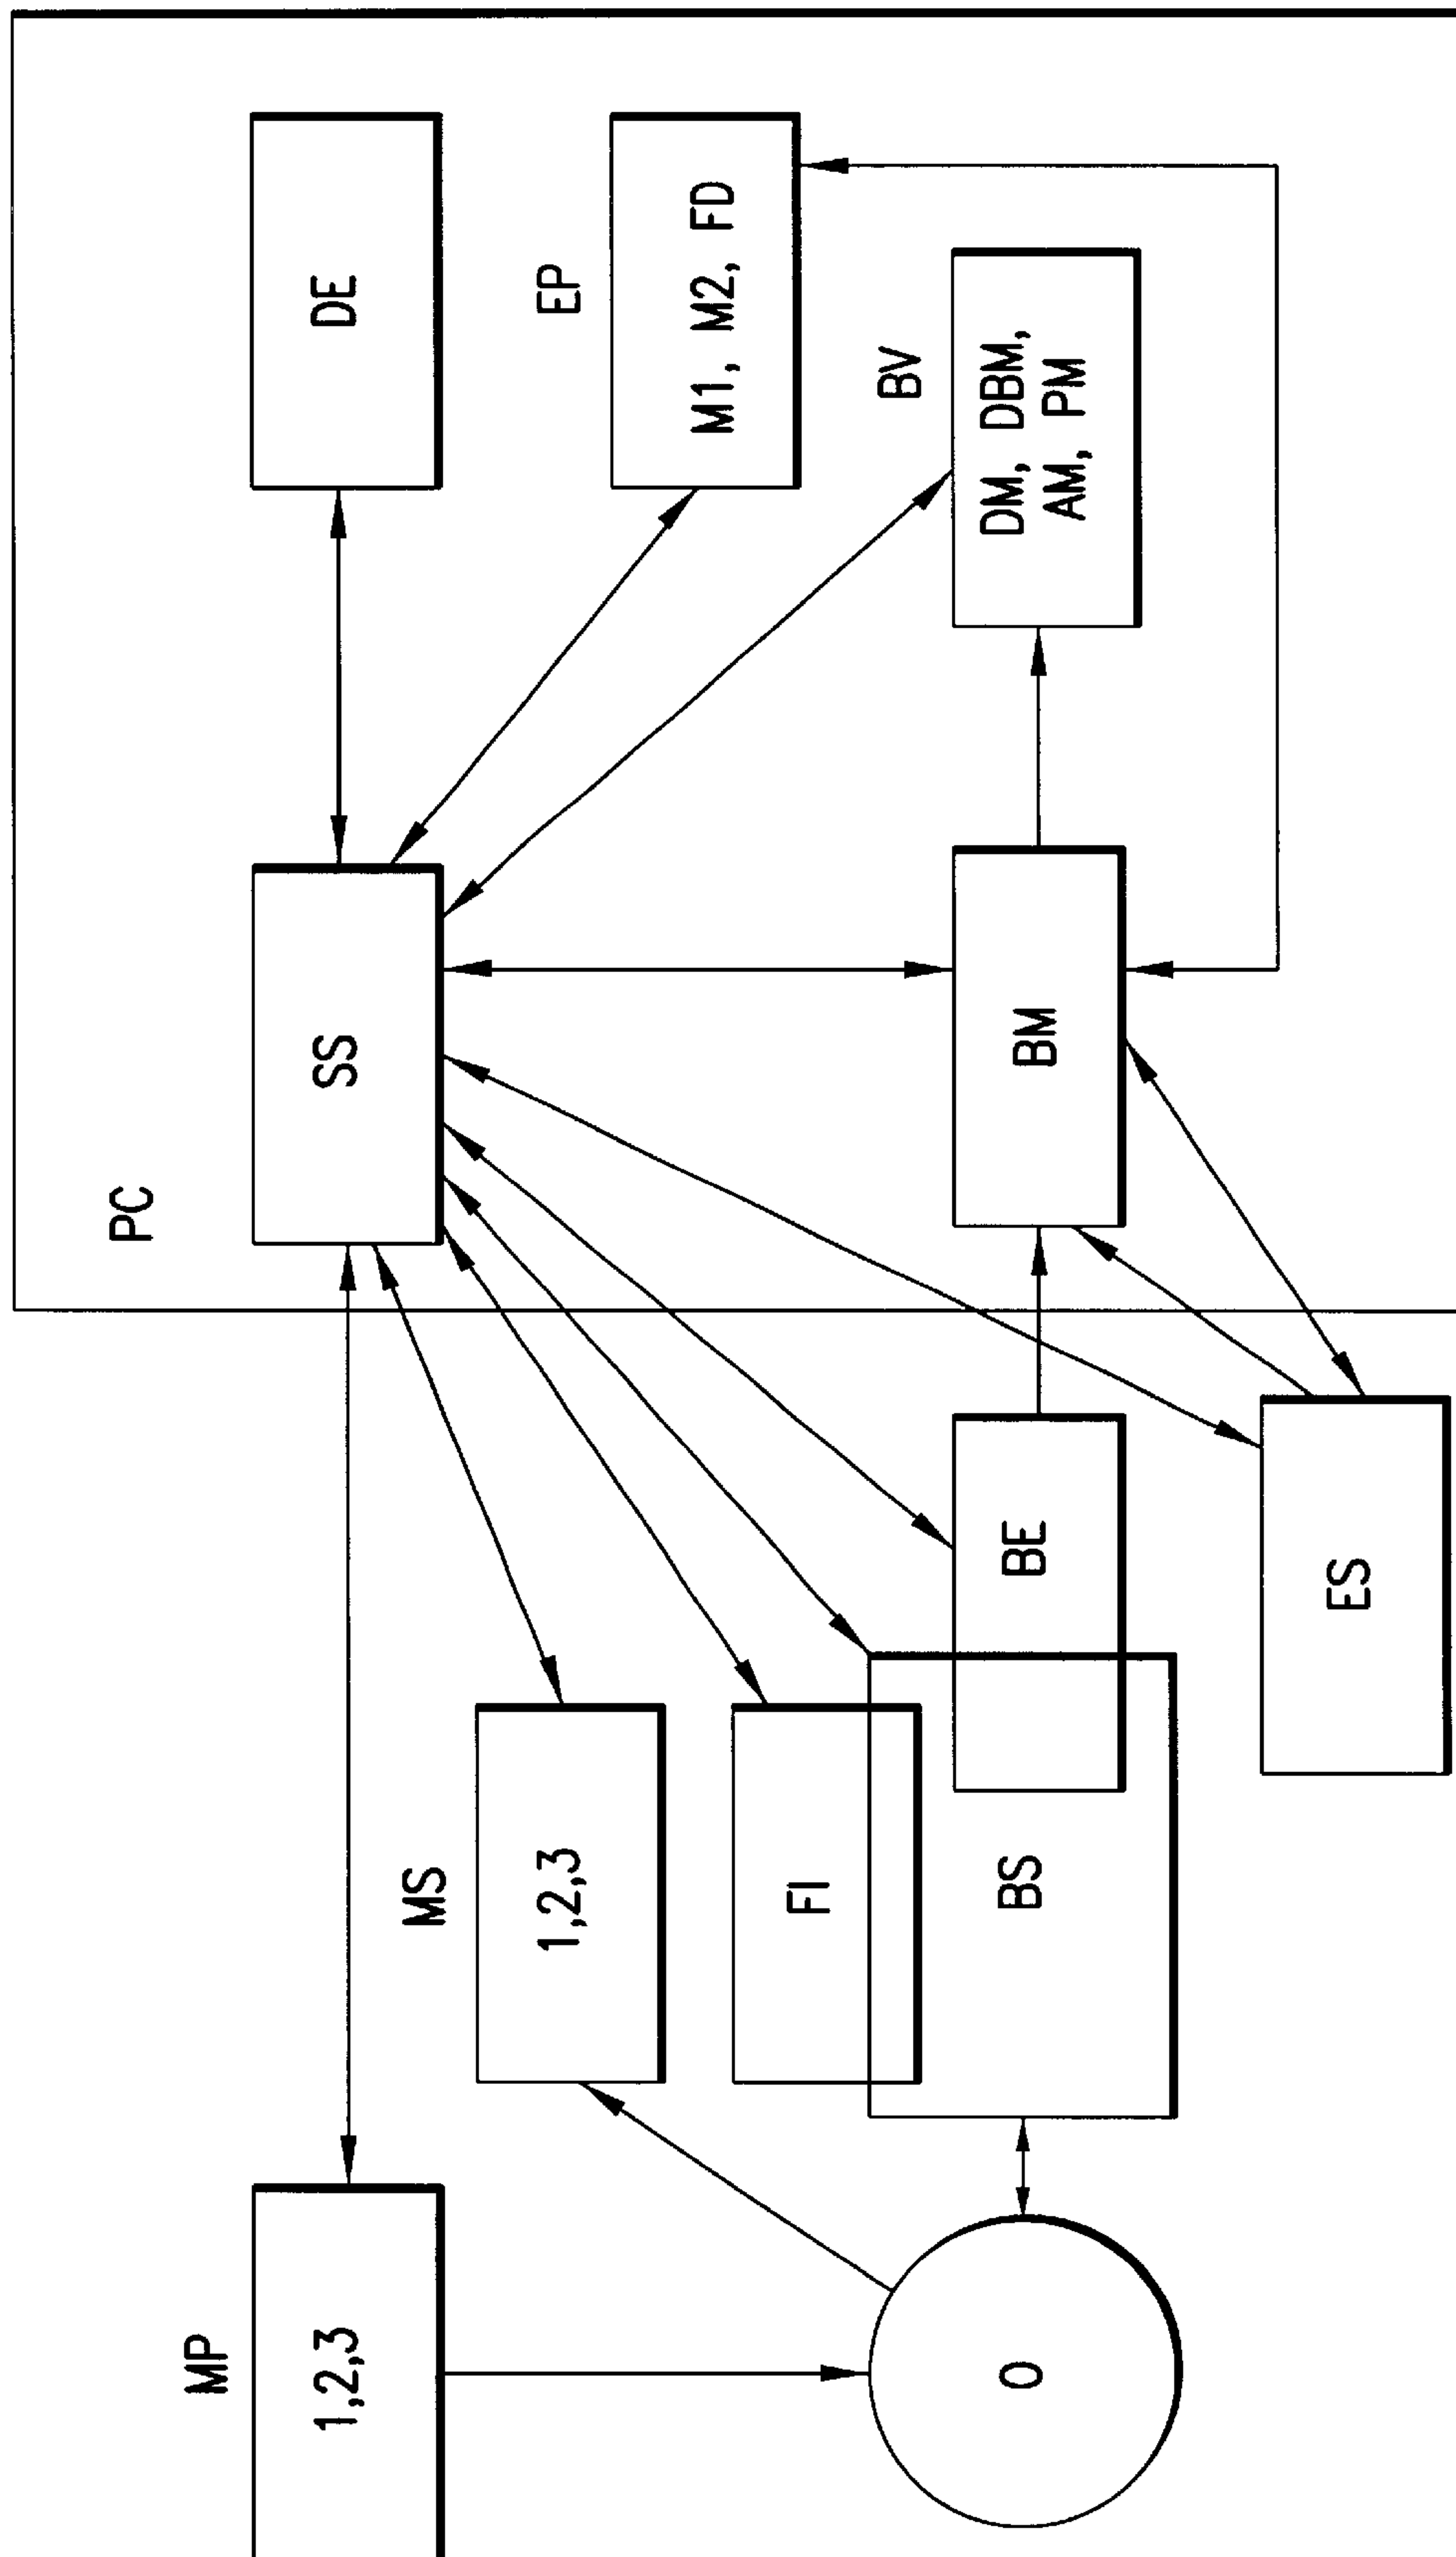 PC
DE
SS
EP
M1, M2, FD
BV
DM, DBM,
AM, PM
BM
MP
1,2,3
MS
1,2,3
FI
BE
BS
ES
O